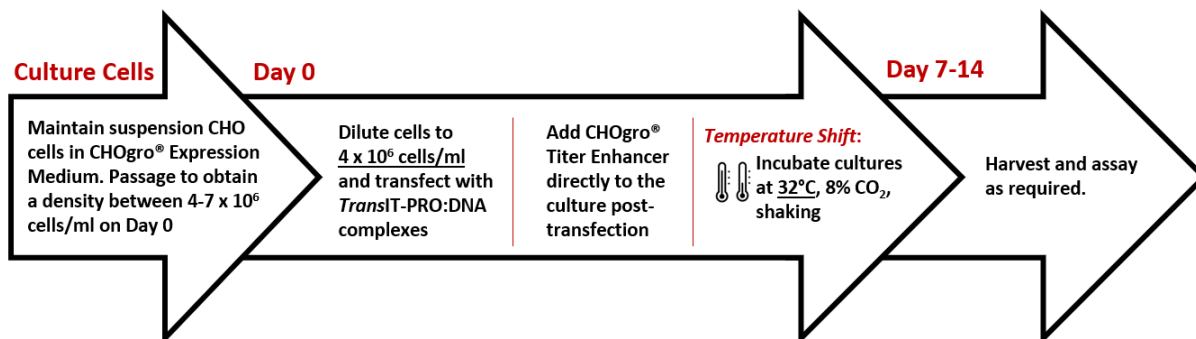 Culture Cells
Maintain suspension CHO
cells in CHOgro® Expression
Medium. Passage to obtain
a density between 4-7 x 10⁶
cells/ml on Day 0
Day 0
Dilute cells to
4 x 10⁶ cells/ml
and transfect with
TransIT-PRO:DNA
complexes
Add CHOgro®
Titer Enhancer
directly to the
culture post-
transfection
Temperature Shift:
Incubate cultures
at 32°C, 8% CO₂,
shaking
Day 7-14
Harvest and assay
as required.